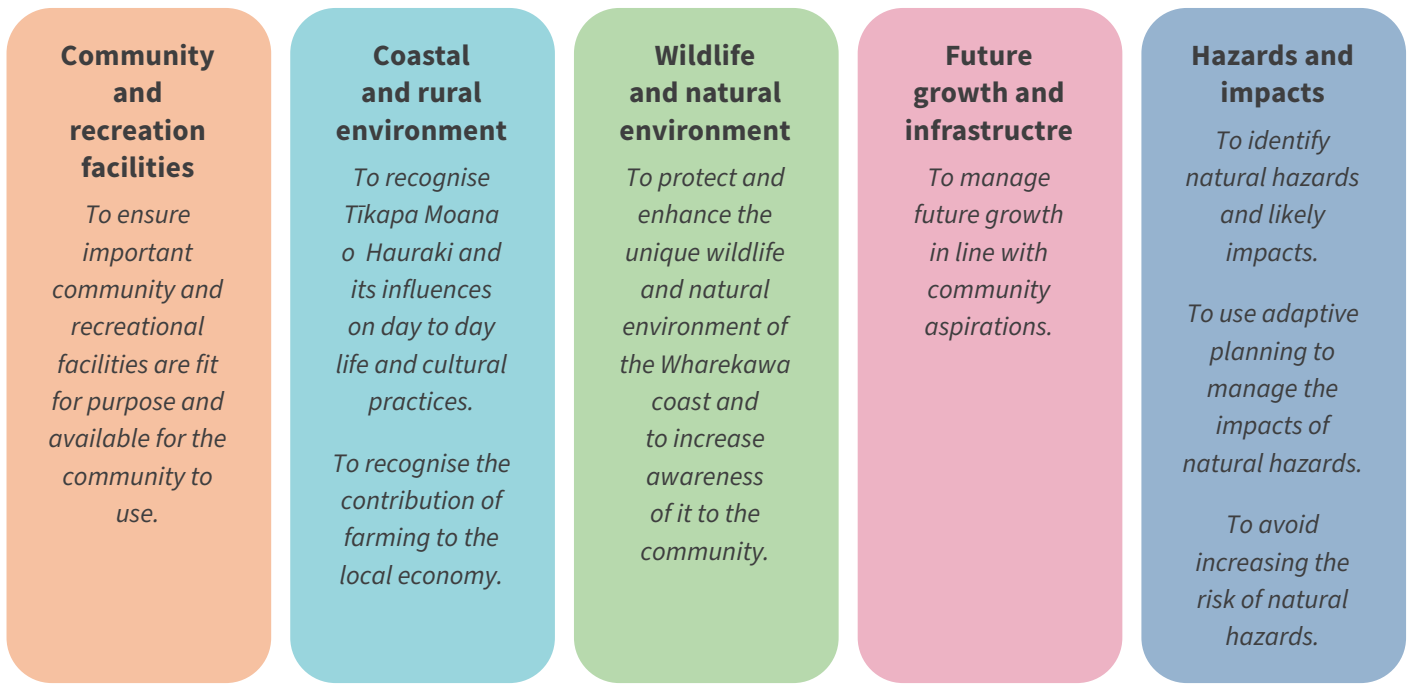 Community
and
recreation
facilities
To ensure
important
community and
recreational
facilities are fit
for purpose and
available for the
community to
use.
Coastal
and rural
environment
To recognise
Tīkapa Moana
o  Hauraki and
its influences
on day to day
life and cultural
practices.
To recognise the
contribution of
farming to the
local economy.
Wildlife
and natural
environment
To protect and
enhance the
unique wildlife
and natural
environment of
the Wharekawa
coast and
to increase
awareness
of it to the
community.
Future
growth and
infrastructre
To manage
future growth
in line with
community
aspirations.
Hazards and
impacts
To identify
natural hazards
and likely
impacts.
To use adaptive
planning to
manage the
impacts of
natural hazards.
To avoid
increasing the
risk of natural
hazards.